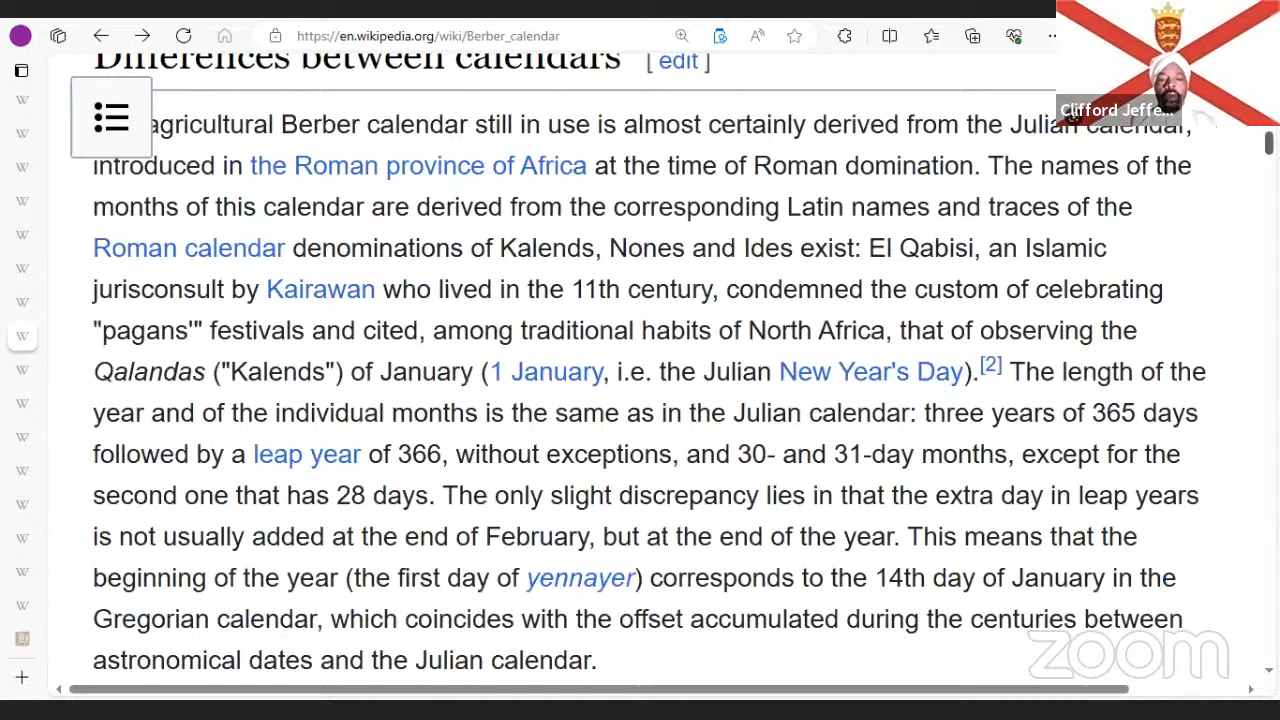 https://en.wikipedia.org/wiki/Berber_calendar
Differences between calendars [ edit ]
Clifford Jeffe...
agricultural Berber calendar still in use is almost certainly derived from the Julian calendar,
introduced in the Roman province of Africa at the time of Roman domination. The names of the
months of this calendar are derived from the corresponding Latin names and traces of the
Roman calendar denominations of Kalends, Nones and Ides exist: El Qabisi, an Islamic
jurisconsult by Kairawan who lived in the 11th century, condemned the custom of celebrating
"pagans'" festivals and cited, among traditional habits of North Africa, that of observing the
Qalandas ("Kalends") of January (1 January, i.e. the Julian New Year's Day).[2] The length of the
year and of the individual months is the same as in the Julian calendar: three years of 365 days
followed by a leap year of 366, without exceptions, and 30- and 31-day months, except for the
second one that has 28 days. The only slight discrepancy lies in that the extra day in leap years
is not usually added at the end of February, but at the end of the year. This means that the
beginning of the year (the first day of yennayer) corresponds to the 14th day of January in the
Gregorian calendar, which coincides with the offset accumulated during the centuries between
astronomical dates and the Julian calendar.
zoom